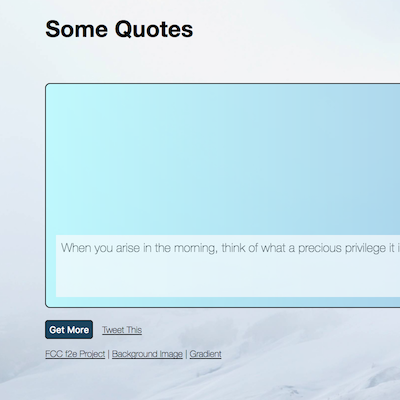 Some Quotes
When you arise in the morning, think of what a precious privilege it i
Get More Tweet This
FCC f2e Project | Background Image | Gradient